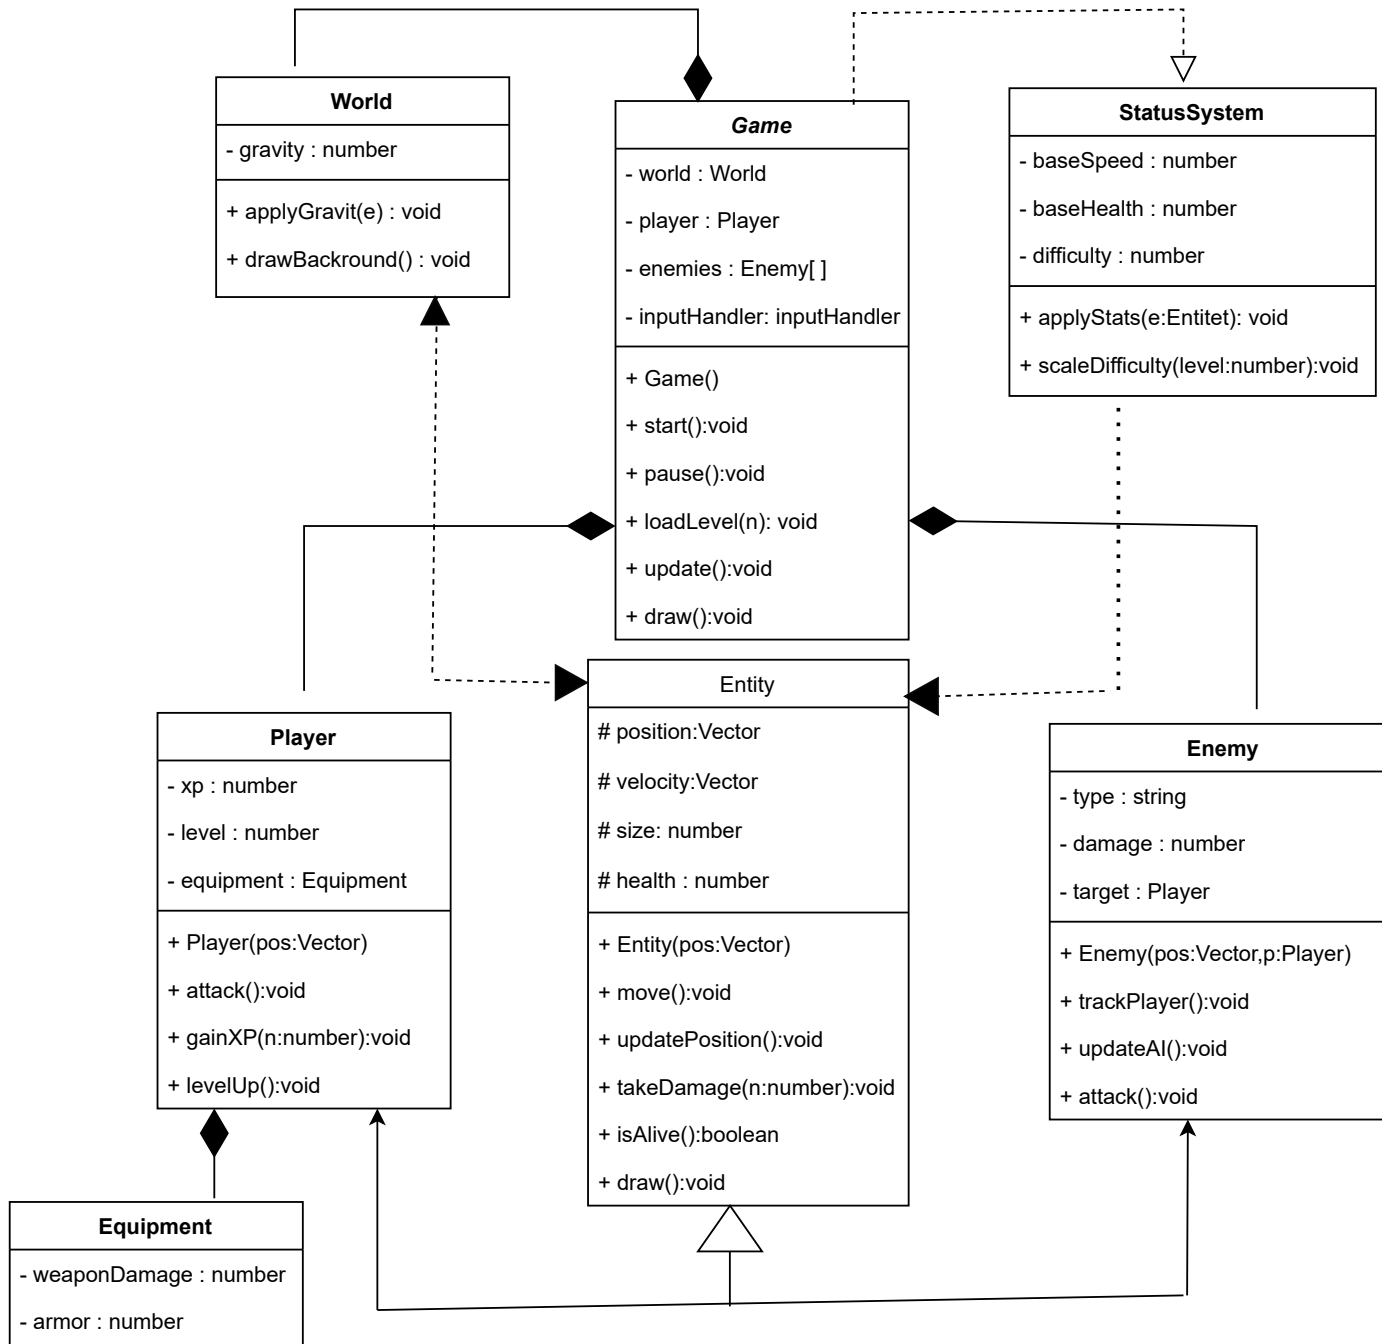 World
- gravity : number
+ applyGravit(e) : void
+ drawBackround() : void
Game
- world : World
- player : Player
- enemies : Enemy[ ]
- inputHandler: inputHandler
+ Game()
+ start():void
+ pause():void
+ loadLevel(n): void
+ update():void
+ draw():void
StatusSystem
- baseSpeed : number
- baseHealth : number
- difficulty : number
+ applyStats(e:Entitet): void
+ scaleDifficulty(level:number):void
Player
- xp : number
- level : number
- equipment : Equipment
+ Player(pos:Vector)
+ attack():void
+ gainXP(n:number):void
+ levelUp():void
Entity
# position:Vector
# velocity:Vector
# size: number
# health : number
+ Entity(pos:Vector)
+ move():void
+ updatePosition():void
+ takeDamage(n:number):void
+ isAlive():boolean
+ draw():void
Enemy
- type : string
- damage : number
- target : Player
+ Enemy(pos:Vector,p:Player)
+ trackPlayer():void
+ updateAI():void
+ attack():void
Equipment
- weaponDamage : number
- armor : number